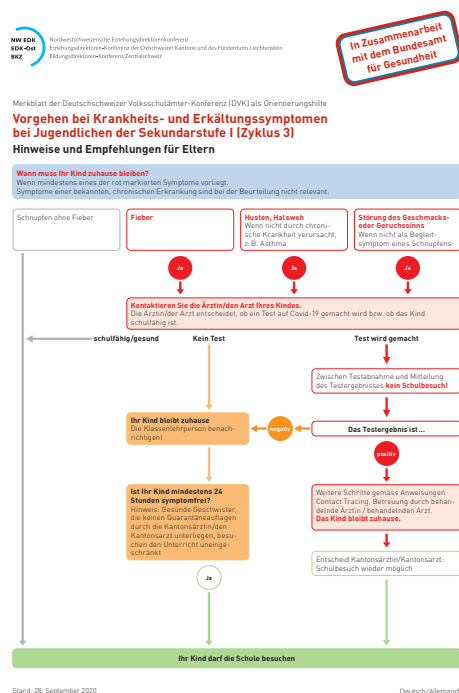 NW EDK
EDK-Ost
BKZ
Nordwestschweizerische Erziehungsdirektorenkonferenz
Erziehungsdirektoren-Konferenz der Ostschweizer Kantone und des Fürstentums Liechtenstein
Bildungsdirektoren-Konferenz Zentralschweiz
In Zusammenarbeit
mit dem Bundesamt
für Gesundheit
Merkblatt der Deutschschweizer Volksschulämter-Konferenz (DVK) als Orientierungshilfe
Vorgehen bei Krankheits- und Erkältungssymptomen
bei Jugendlichen der Sekundarstufe I (Zyklus 3)
Hinweise und Empfehlungen für Eltern
Wann muss Ihr Kind zuhause bleiben?
Wenn mindestens eines der rot markierten Symptome vorliegt.
Symptome einer bekannten, chronischen Erkrankung sind bei der Beurteilung nicht relevant.
Schnupfen ohne Fieber
Fieber
Husten, Halsweh
Wenn nicht durch chroni-
sche Krankheit verursacht,
z.B. Asthma
Störung des Geschmacks-
oder Geruchssinns
Wenn nicht als Begleit-
symptom eines Schnupfens
Ja
Ja
Ja
Kontaktieren Sie die Ärztin/den Arzt Ihres Kindes.
Die Ärztin/der Arzt entscheidet, ob ein Test auf Covid-19 gemacht wird bzw. ob das Kind
schulfähig ist.
schulfähig/gesund
Kein Test
Test wird gemacht
Zwischen Testabnahme und Mitteilung
des Testergebnisses kein Schulbesuch!
Ihr Kind bleibt zuhause
Die Klassenlehrperson benach-
richtigen!
negativ
Das Testergebnis ist ...
positiv
Ist Ihr Kind mindestens 24
Stunden symptomfrei?
Hinweis: Gesunde Geschwister,
die keinen Quarantäneauflagen
durch die Kantonsärztin/den
Kantonsarzt unterliegen, besu-
chen den Unterricht uneinge-
schränkt
Weitere Schritte gemäss Anweisungen
Contact Tracing, Betreuung durch behan-
delnde Ärztin / behandelnden Arzt.
Das Kind bleibt zuhause.
Entscheid Kantonsärztin/Kantonsarzt:
Schulbesuch wieder möglich
Ja
Ihr Kind darf die Schule besuchen
Stand: 28. September 2020
Deutsch/Allemand